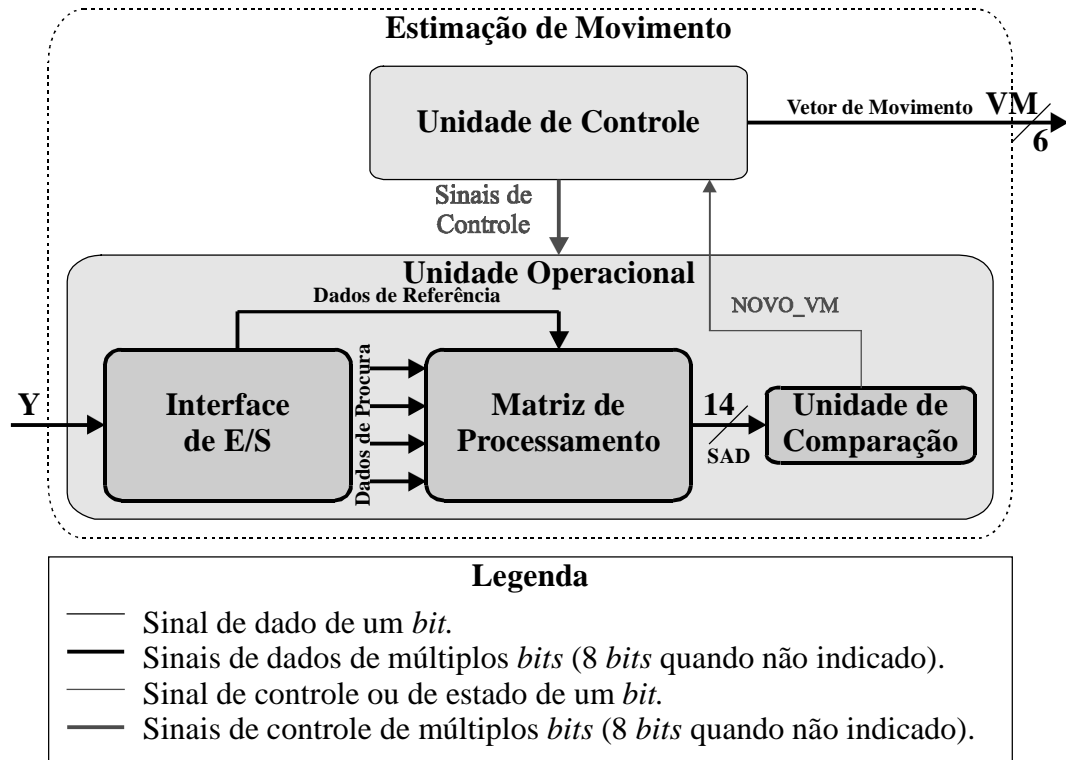 Estimação de Movimento
Unidade de Controle
Vetor de Movimento
VM
6
Sinais de
Controle
Unidade Operacional
Dados de Referência
NOVO_VM
Y
Interface
de E/S
Dados de Procura
Matriz de
Processamento
14
SAD
Unidade de
Comparação
Legenda
Sinal de dado de um bit.
Sinais de dados de múltiplos bits (8 bits quando não indicado).
Sinal de controle ou de estado de um bit.
Sinais de controle de múltiplos bits (8 bits quando não indicado).